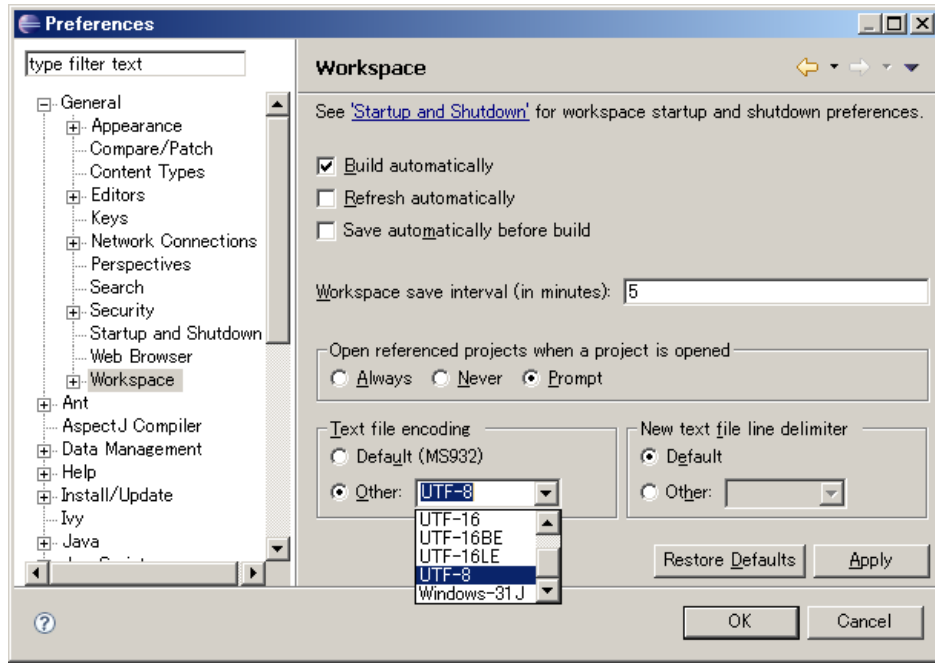 Preferences
type filter text
General
Appearance
Compare/Patch
Content Types
Editors
Keys
Network Connections
Perspectives
Search
Security
Startup and Shutdown
Web Browser
Workspace
Ant
AspectJ Compiler
Data Management
Help
Install/Update
Ivy
Java
Workspace
See 'Startup and Shutdown' for workspace startup and shutdown preferences.
Build automatically
Refresh automatically
Save automatically before build
Workspace save interval (in minutes): 5
Open referenced projects when a project is opened
Always Never Prompt
Text file encoding
Default (MS932)
Other: UTF-8
UTF-16
UTF-16BE
UTF-16LE
UTF-8
Windows-31J
New text file line delimiter
Default
Other:
Restore Defaults Apply
? OK Cancel